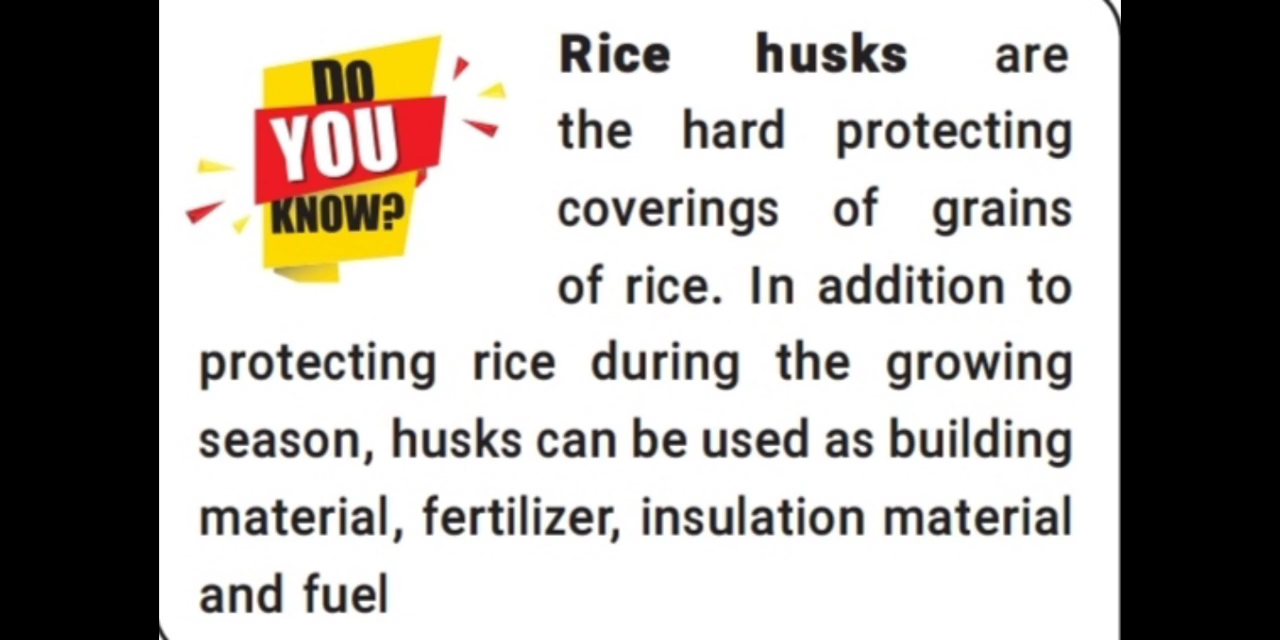 DO
YOU
KNOW?
Rice husks are
the hard protecting
coverings of grains
of rice. In addition to
protecting rice during the growing
season, husks can be used as building
material, fertilizer, insulation material
and fuel